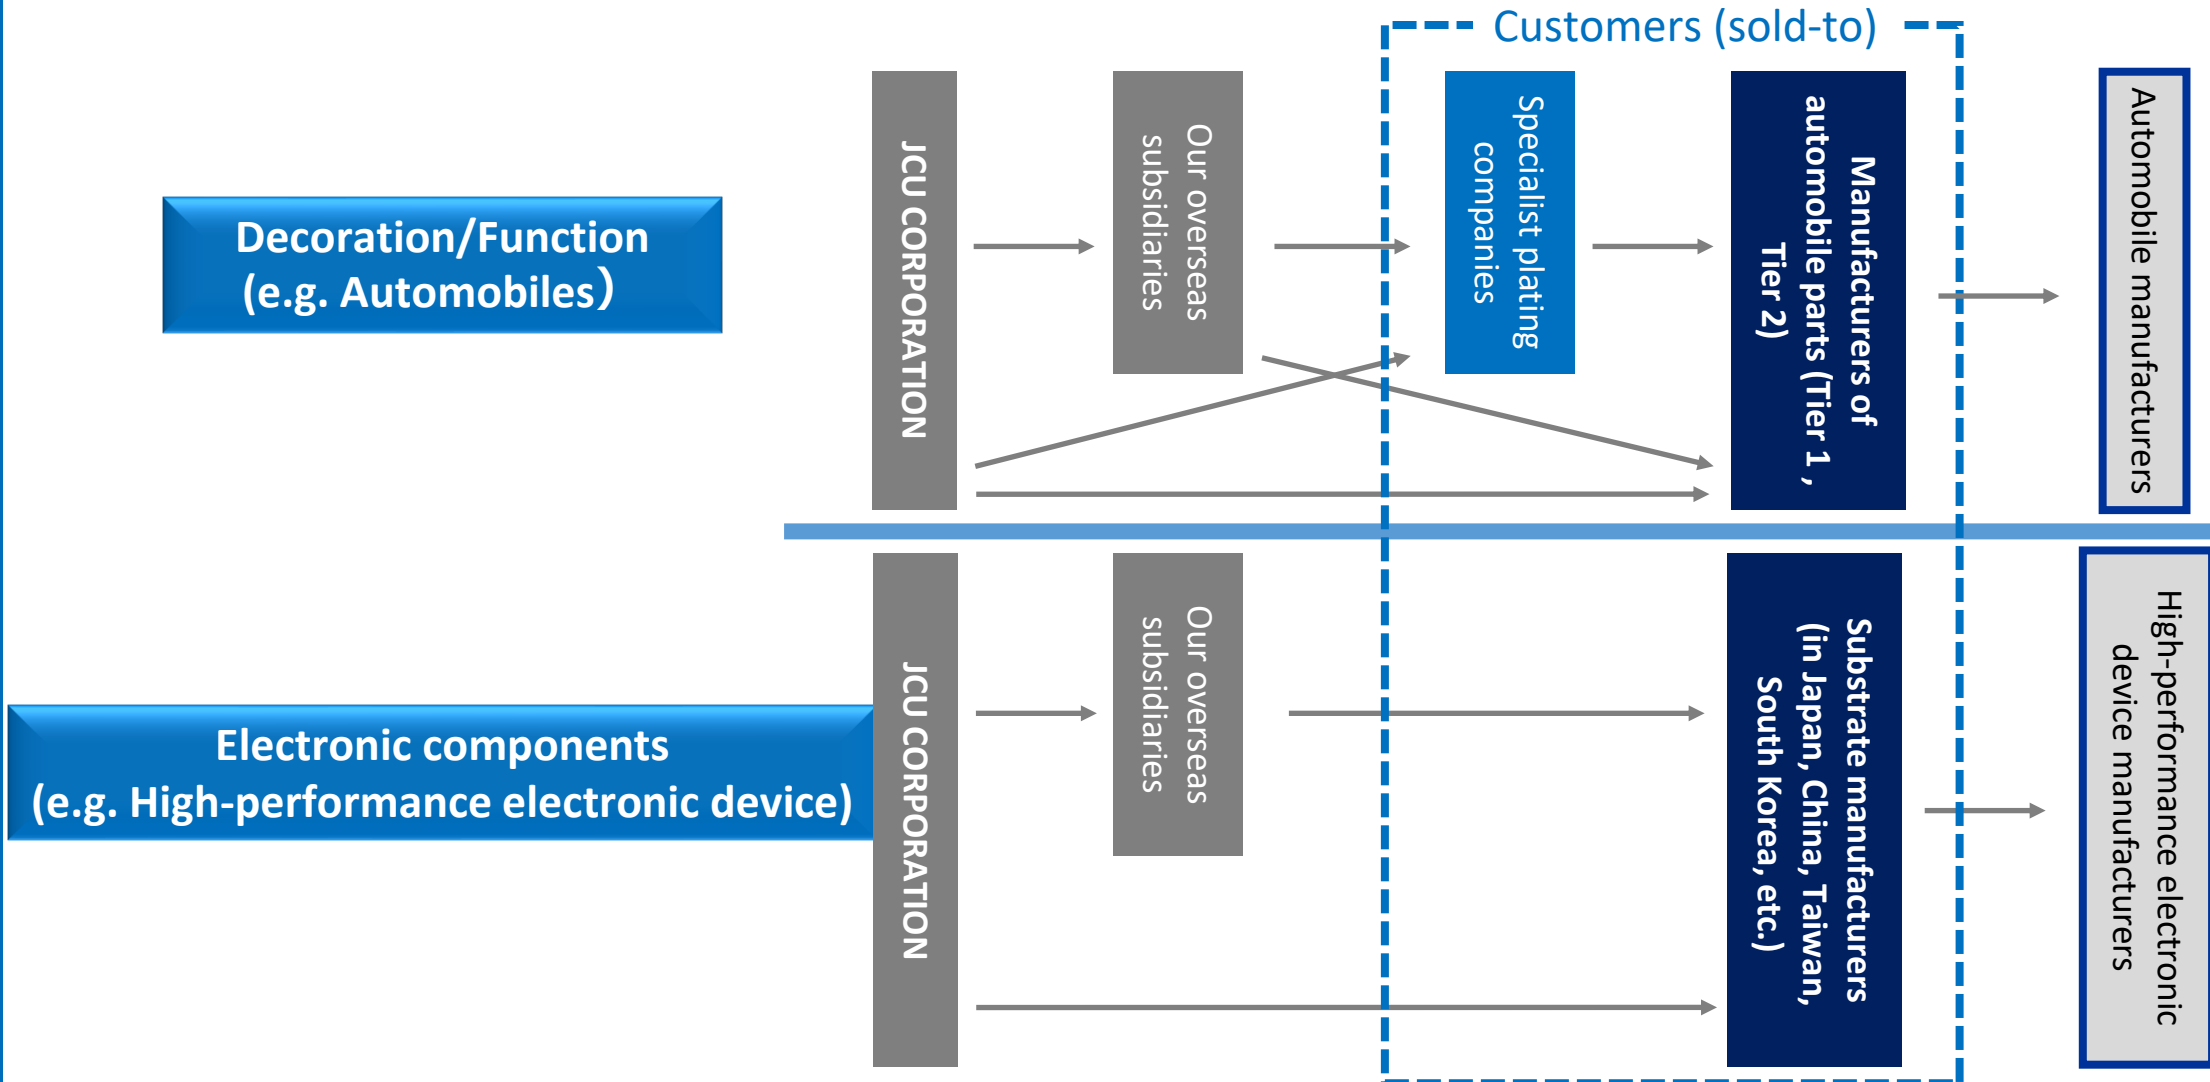 Customers (sold-to)
Decoration/Function
(e.g. Automobiles）
JCU CORPORATION
Our overseas
subsidiaries
Specialist plating
companies
Manufacturers of
automobile parts (Tier 1 ,
Tier 2)
Automobile manufacturers
Electronic components
(e.g. High-performance electronic device)
JCU CORPORATION
Our overseas
subsidiaries
Substrate manufacturers
(in Japan, China, Taiwan,
South Korea, etc.)
High-performance electronic
device manufacturers